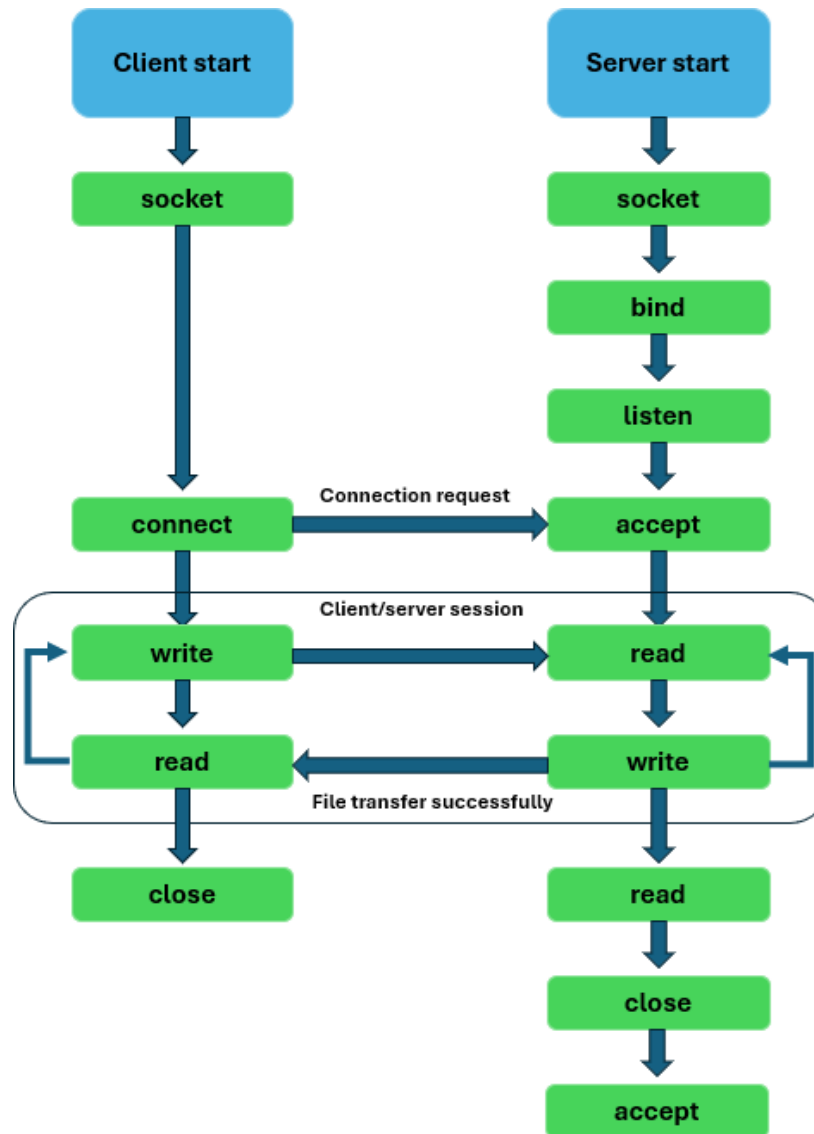 Client start
Server start
socket
socket
bind
listen
Connection request
connect
accept
Client/server session
write
read
read
write
File transfer successfully
close
read
close
accept